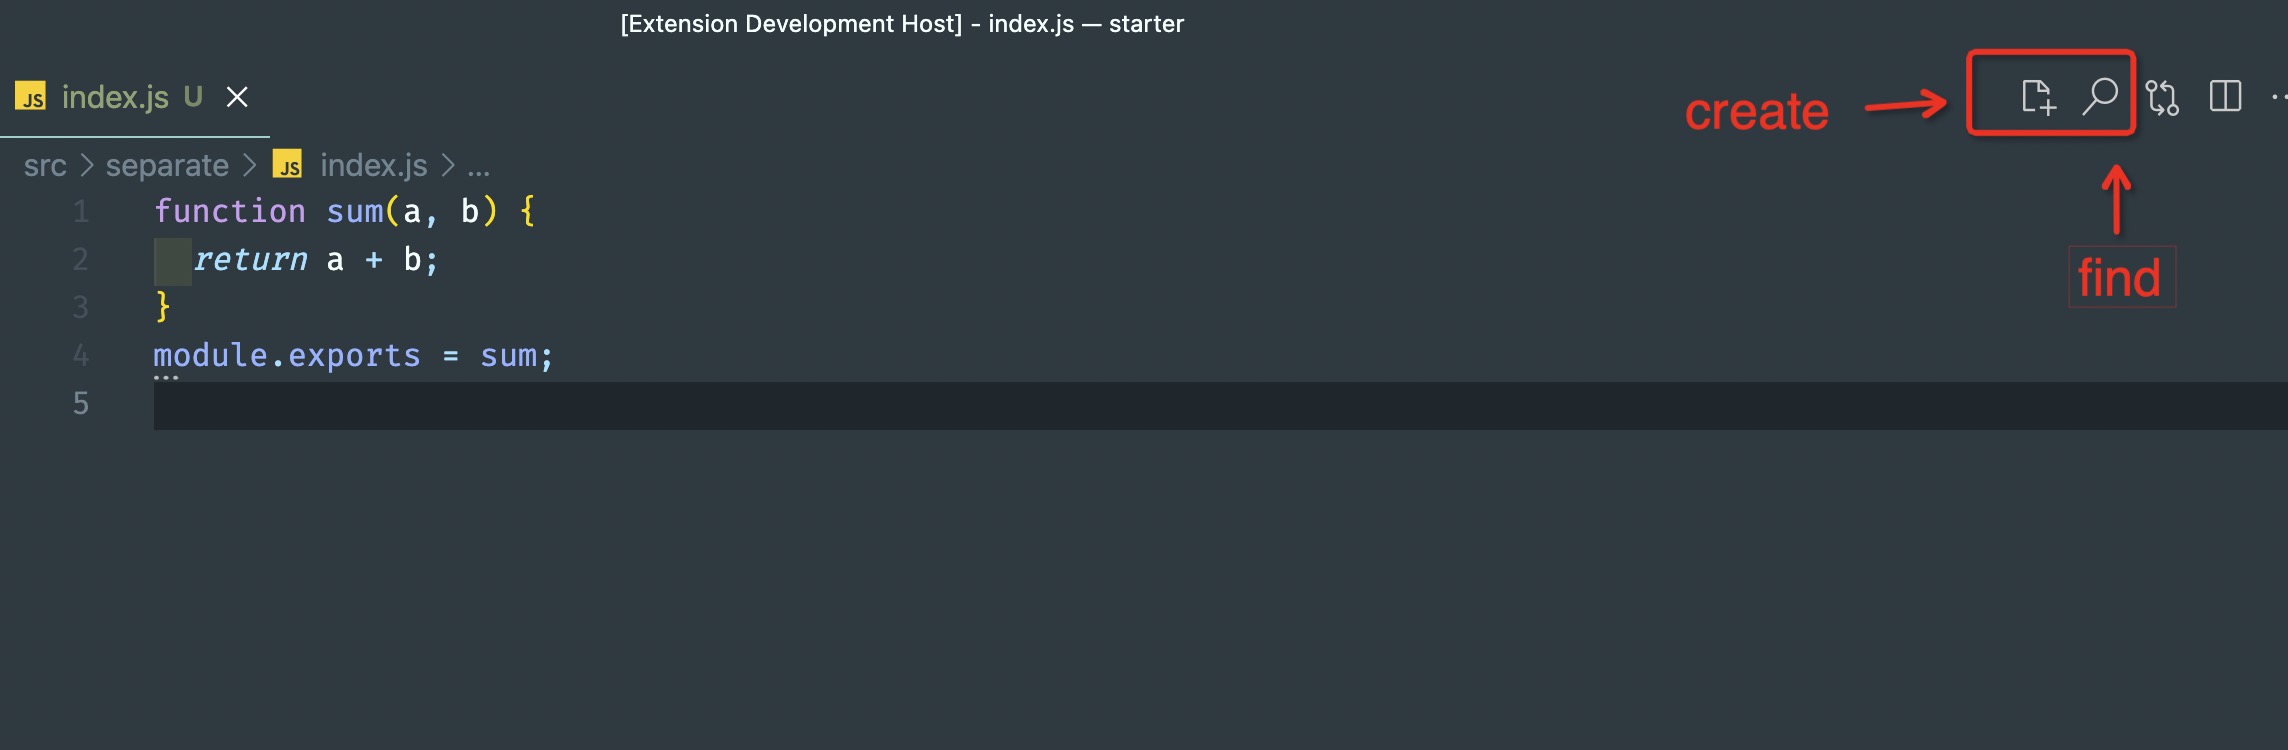 [Extension Development Host] - index.js — starter
JS index.js U
create
src > separate > JS index.js > ...
find
1 function sum(a, b) {
2 return a + b;
3 }
4 module.exports = sum;
5